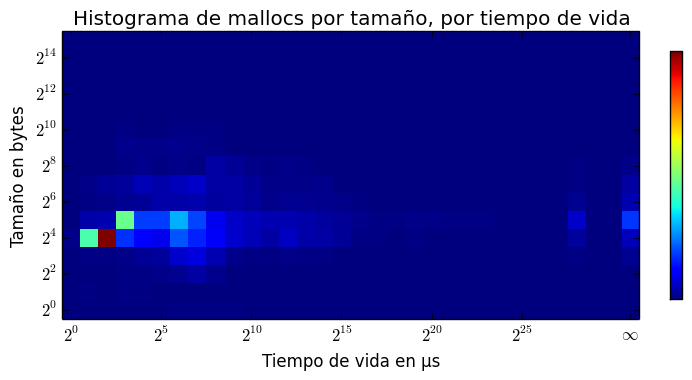 Histograma de mallocs por tamaño, por tiempo de vida
Tamaño en bytes
2^14
2^12
2^10
2^8
2^6
2^4
2^2
2^0
2^0 2^5 2^10 2^15 2^20 2^25 ∞
Tiempo de vida en µs